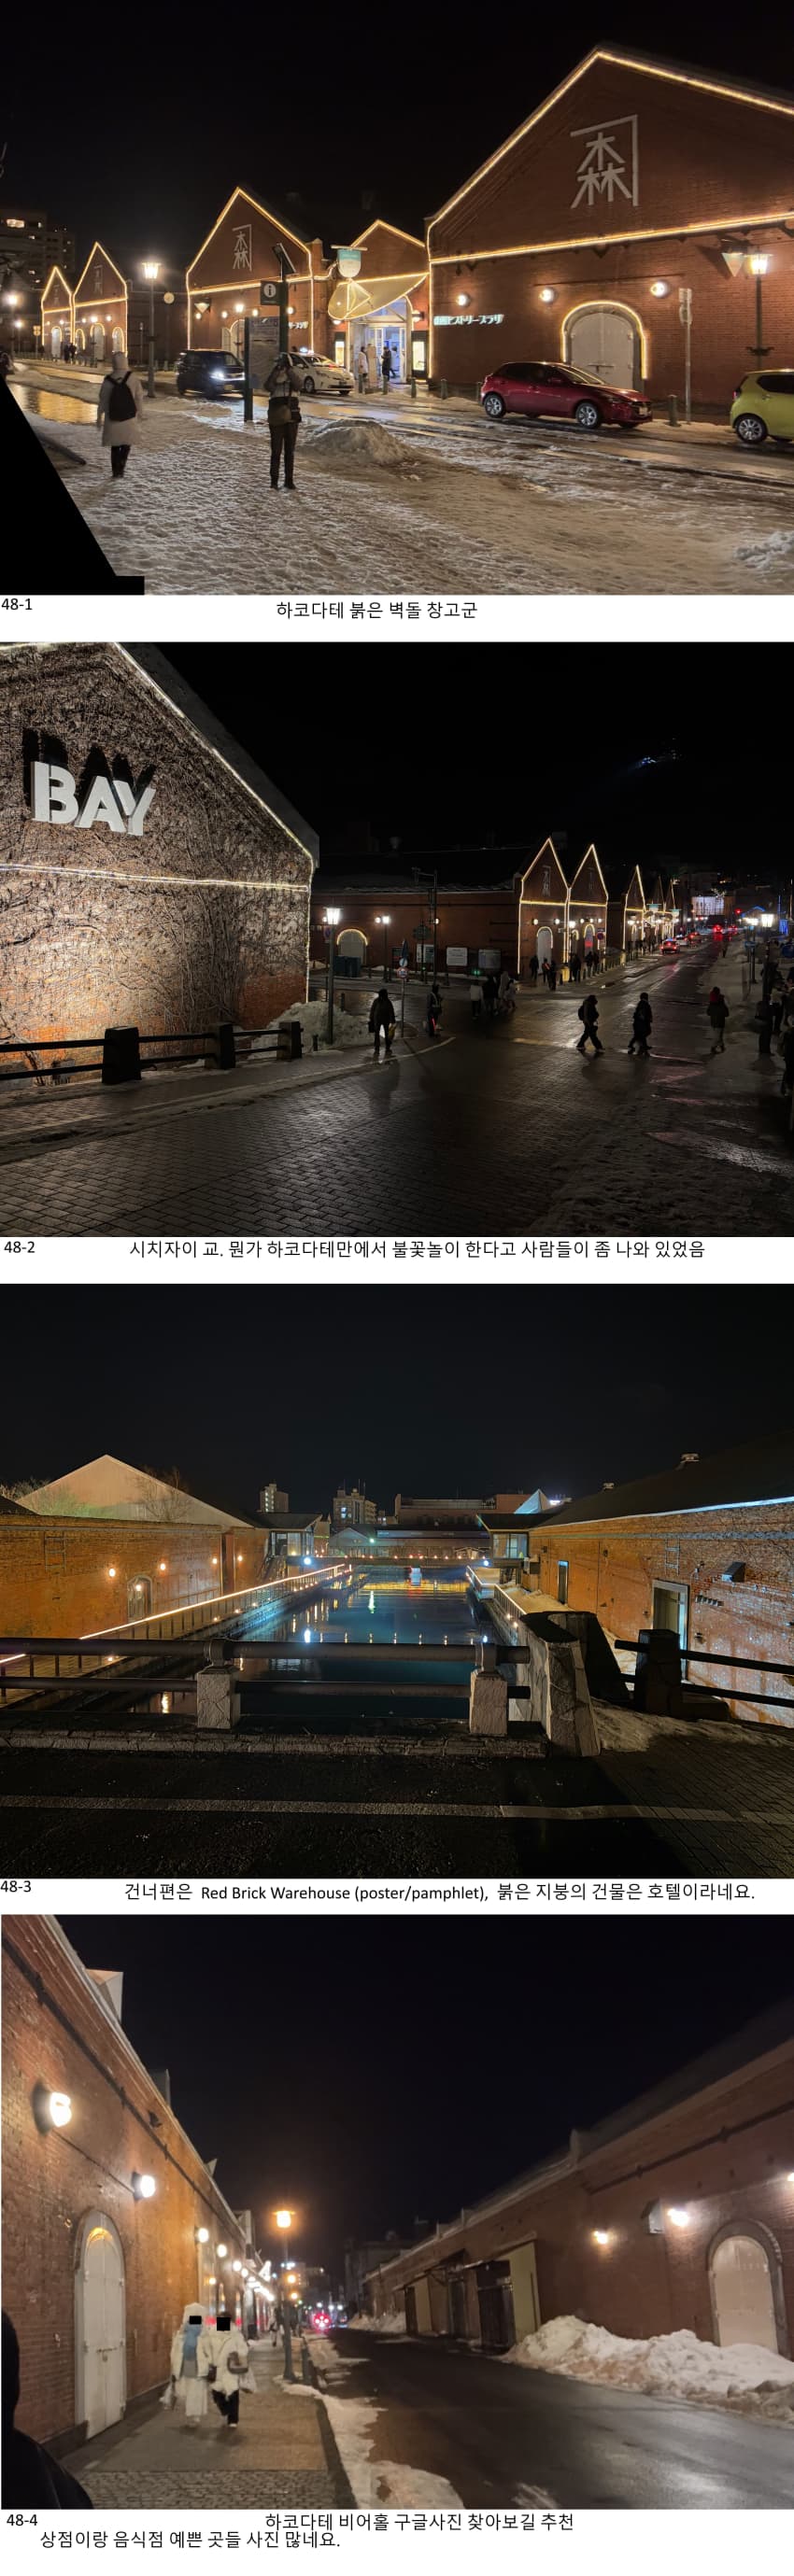 森
森
i
函館ヒストリープラザ
48-1
하코다테 붉은 벽돌 창고군
BAY
48-2
시치자이 교. 뭔가 하코다테만에서 불꽃놀이 한다고 사람들이 좀 나와 있었음
48-3
건너편은 Red Brick Warehouse (poster/pamphlet), 붉은 지붕의 건물은 호텔이라네요.
48-4
하코다테 비어홀 구글사진 찾아보길 추천
상점이랑 음식점 예쁜 곳들 사진 많네요.